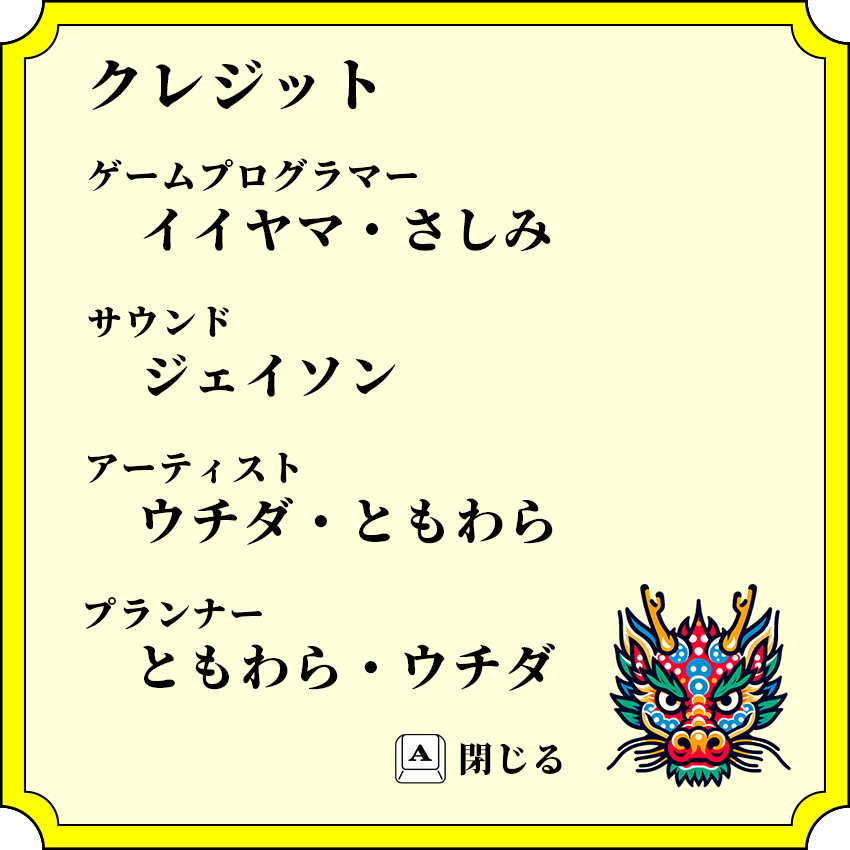 クレジット
ゲームプログラマー
イイヤマ・さしみ
サウンド
ジェイソン
アーティスト
ウチダ・ともわら
プランナー
ともわら・ウチダ
A 閉じる